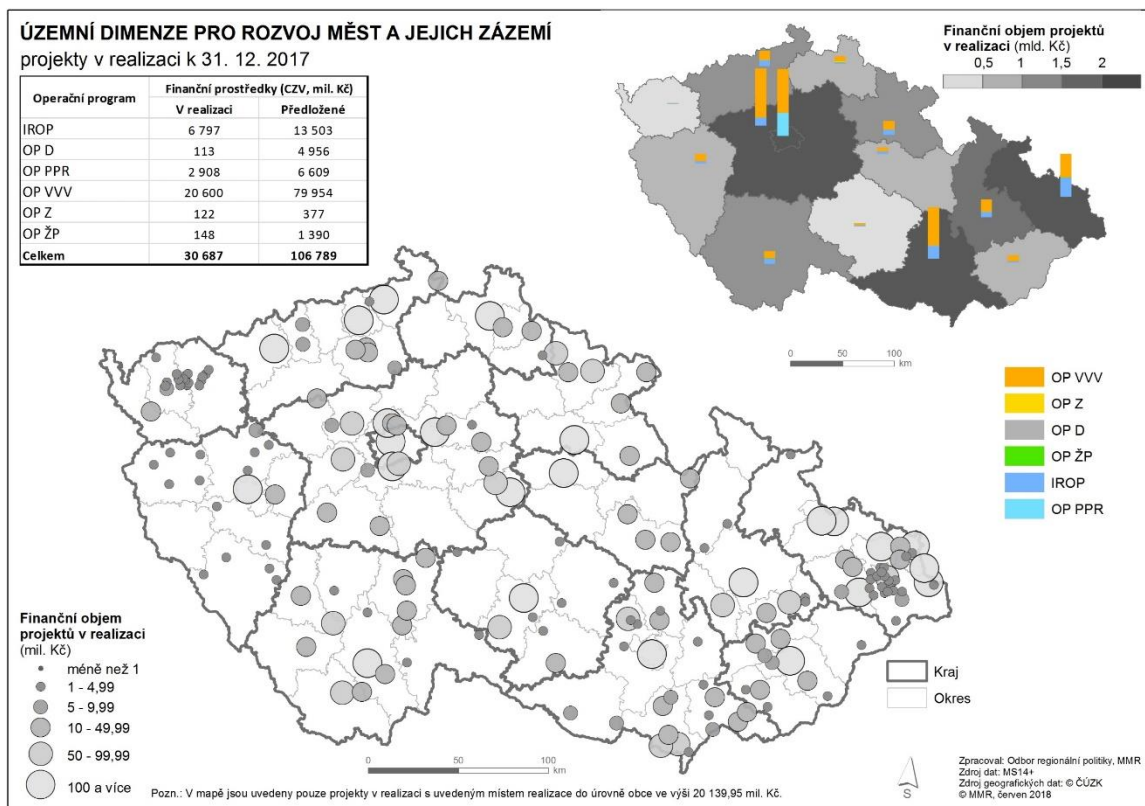 ÚZEMNÍ DIMENZE PRO ROZVOJ MĚST A JEJICH ZÁZEMÍ
projekty v realizaci k 31. 12. 2017
Operační program
Finanční prostředky (CZV, mil. Kč)
V realizaci Předložené
IROP 6 797 13 503
OP D 113 4 956
OP PPR 2 908 6 609
OP VVV 20 600 79 954
OP Z 122 377
OP ŽP 148 1 390
Celkem 30 687 106 789
Finanční objem projektů
v realizaci (mld. Kč)
0,5 1 1,5 2
0 50 100
km
OP VVV
OP Z
OP D
OP ŽP
IROP
OP PPR
Finanční objem
projektů v realizaci
(mil. Kč)
méně než 1
1 - 4,99
5 - 9,99
10 - 49,99
50 - 99,99
100 a více
Kraj
Okres
0 50 100
km
Pozn.: V mapě jsou uvedeny pouze projekty v realizaci s uvedeným místem realizace do úrovně obce ve výši 20 139,95 mil. Kč.
S
Zpracoval: Odbor regionální politiky, MMR
Zdroj dat: MS14+
Zdroj geografických dat: © ČÚZK
© MMR, červen 2018